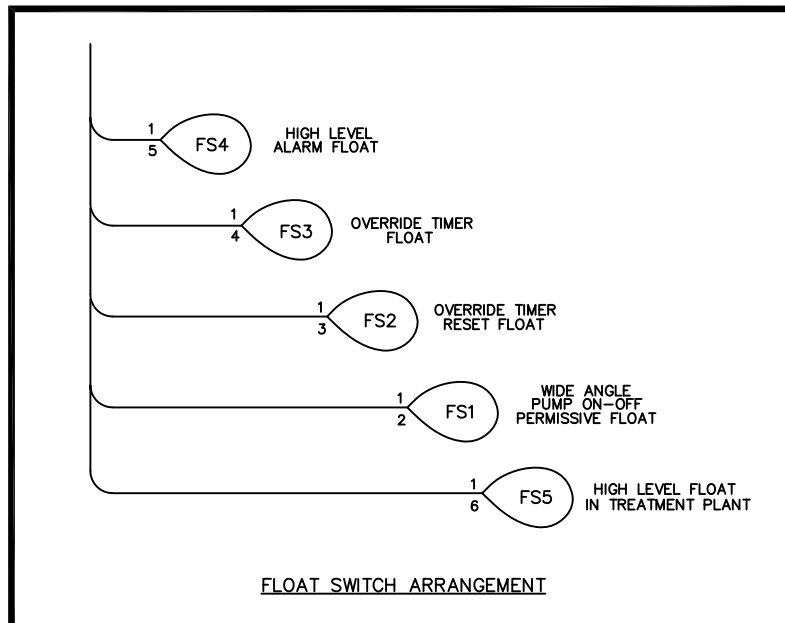 1
5
FS4
HIGH LEVEL
ALARM FLOAT
1
4
FS3
OVERRIDE TIMER
FLOAT
1
3
FS2
OVERRIDE TIMER
RESET FLOAT
1
2
FS1
WIDE ANGLE
PUMP ON-OFF
PERMISSIVE FLOAT
1
6
FS5
HIGH LEVEL FLOAT
IN TREATMENT PLANT
FLOAT SWITCH ARRANGEMENT